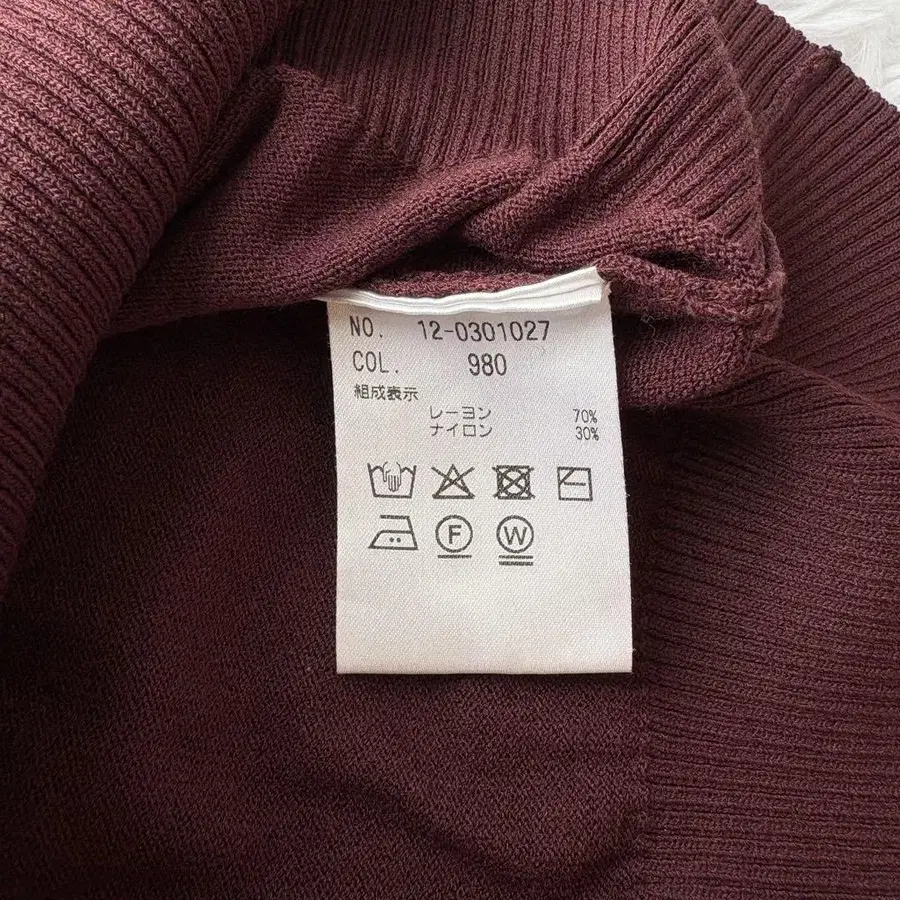 NO. 12-0301027
COL. 980
組成表示
レーヨン 70%
ナイロン 30%
F W